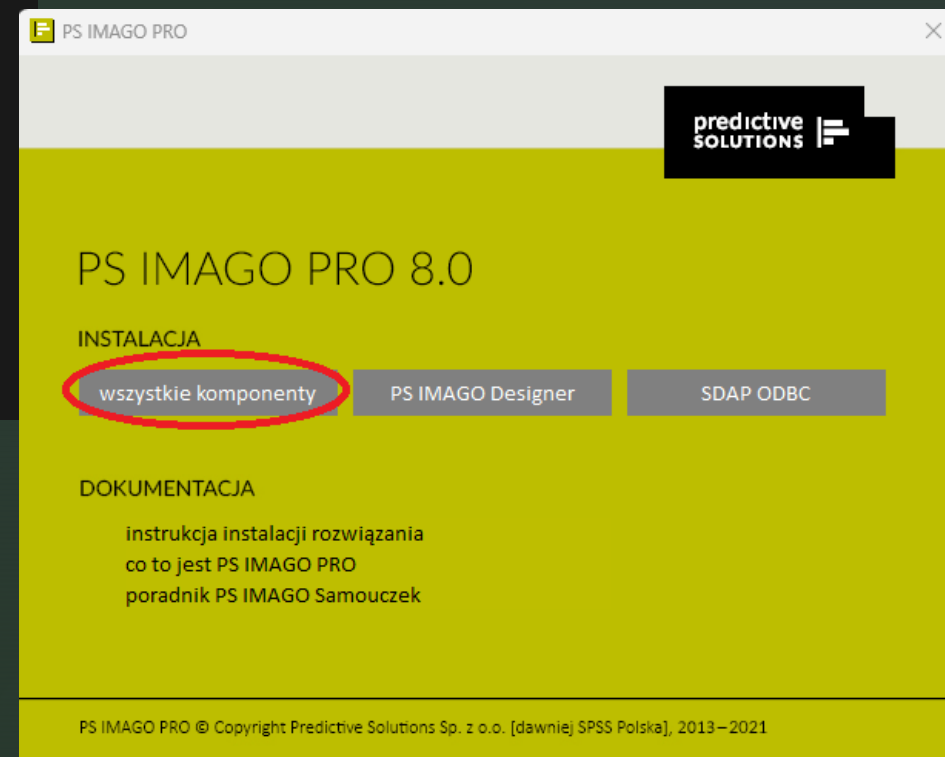 PS IMAGO PRO
predictive
SOLUTIONS
PS IMAGO PRO 8.0
INSTALACJA
wszystkie komponenty
PS IMAGO Designer
SDAP ODBC
DOKUMENTACJA
instrukcja instalacji rozwiązania
co to jest PS IMAGO PRO
poradnik PS IMAGO Samouczek
PS IMAGO PRO © Copyright Predictive Solutions Sp. z o.o. [dawniej SPSS Polska], 2013–2021